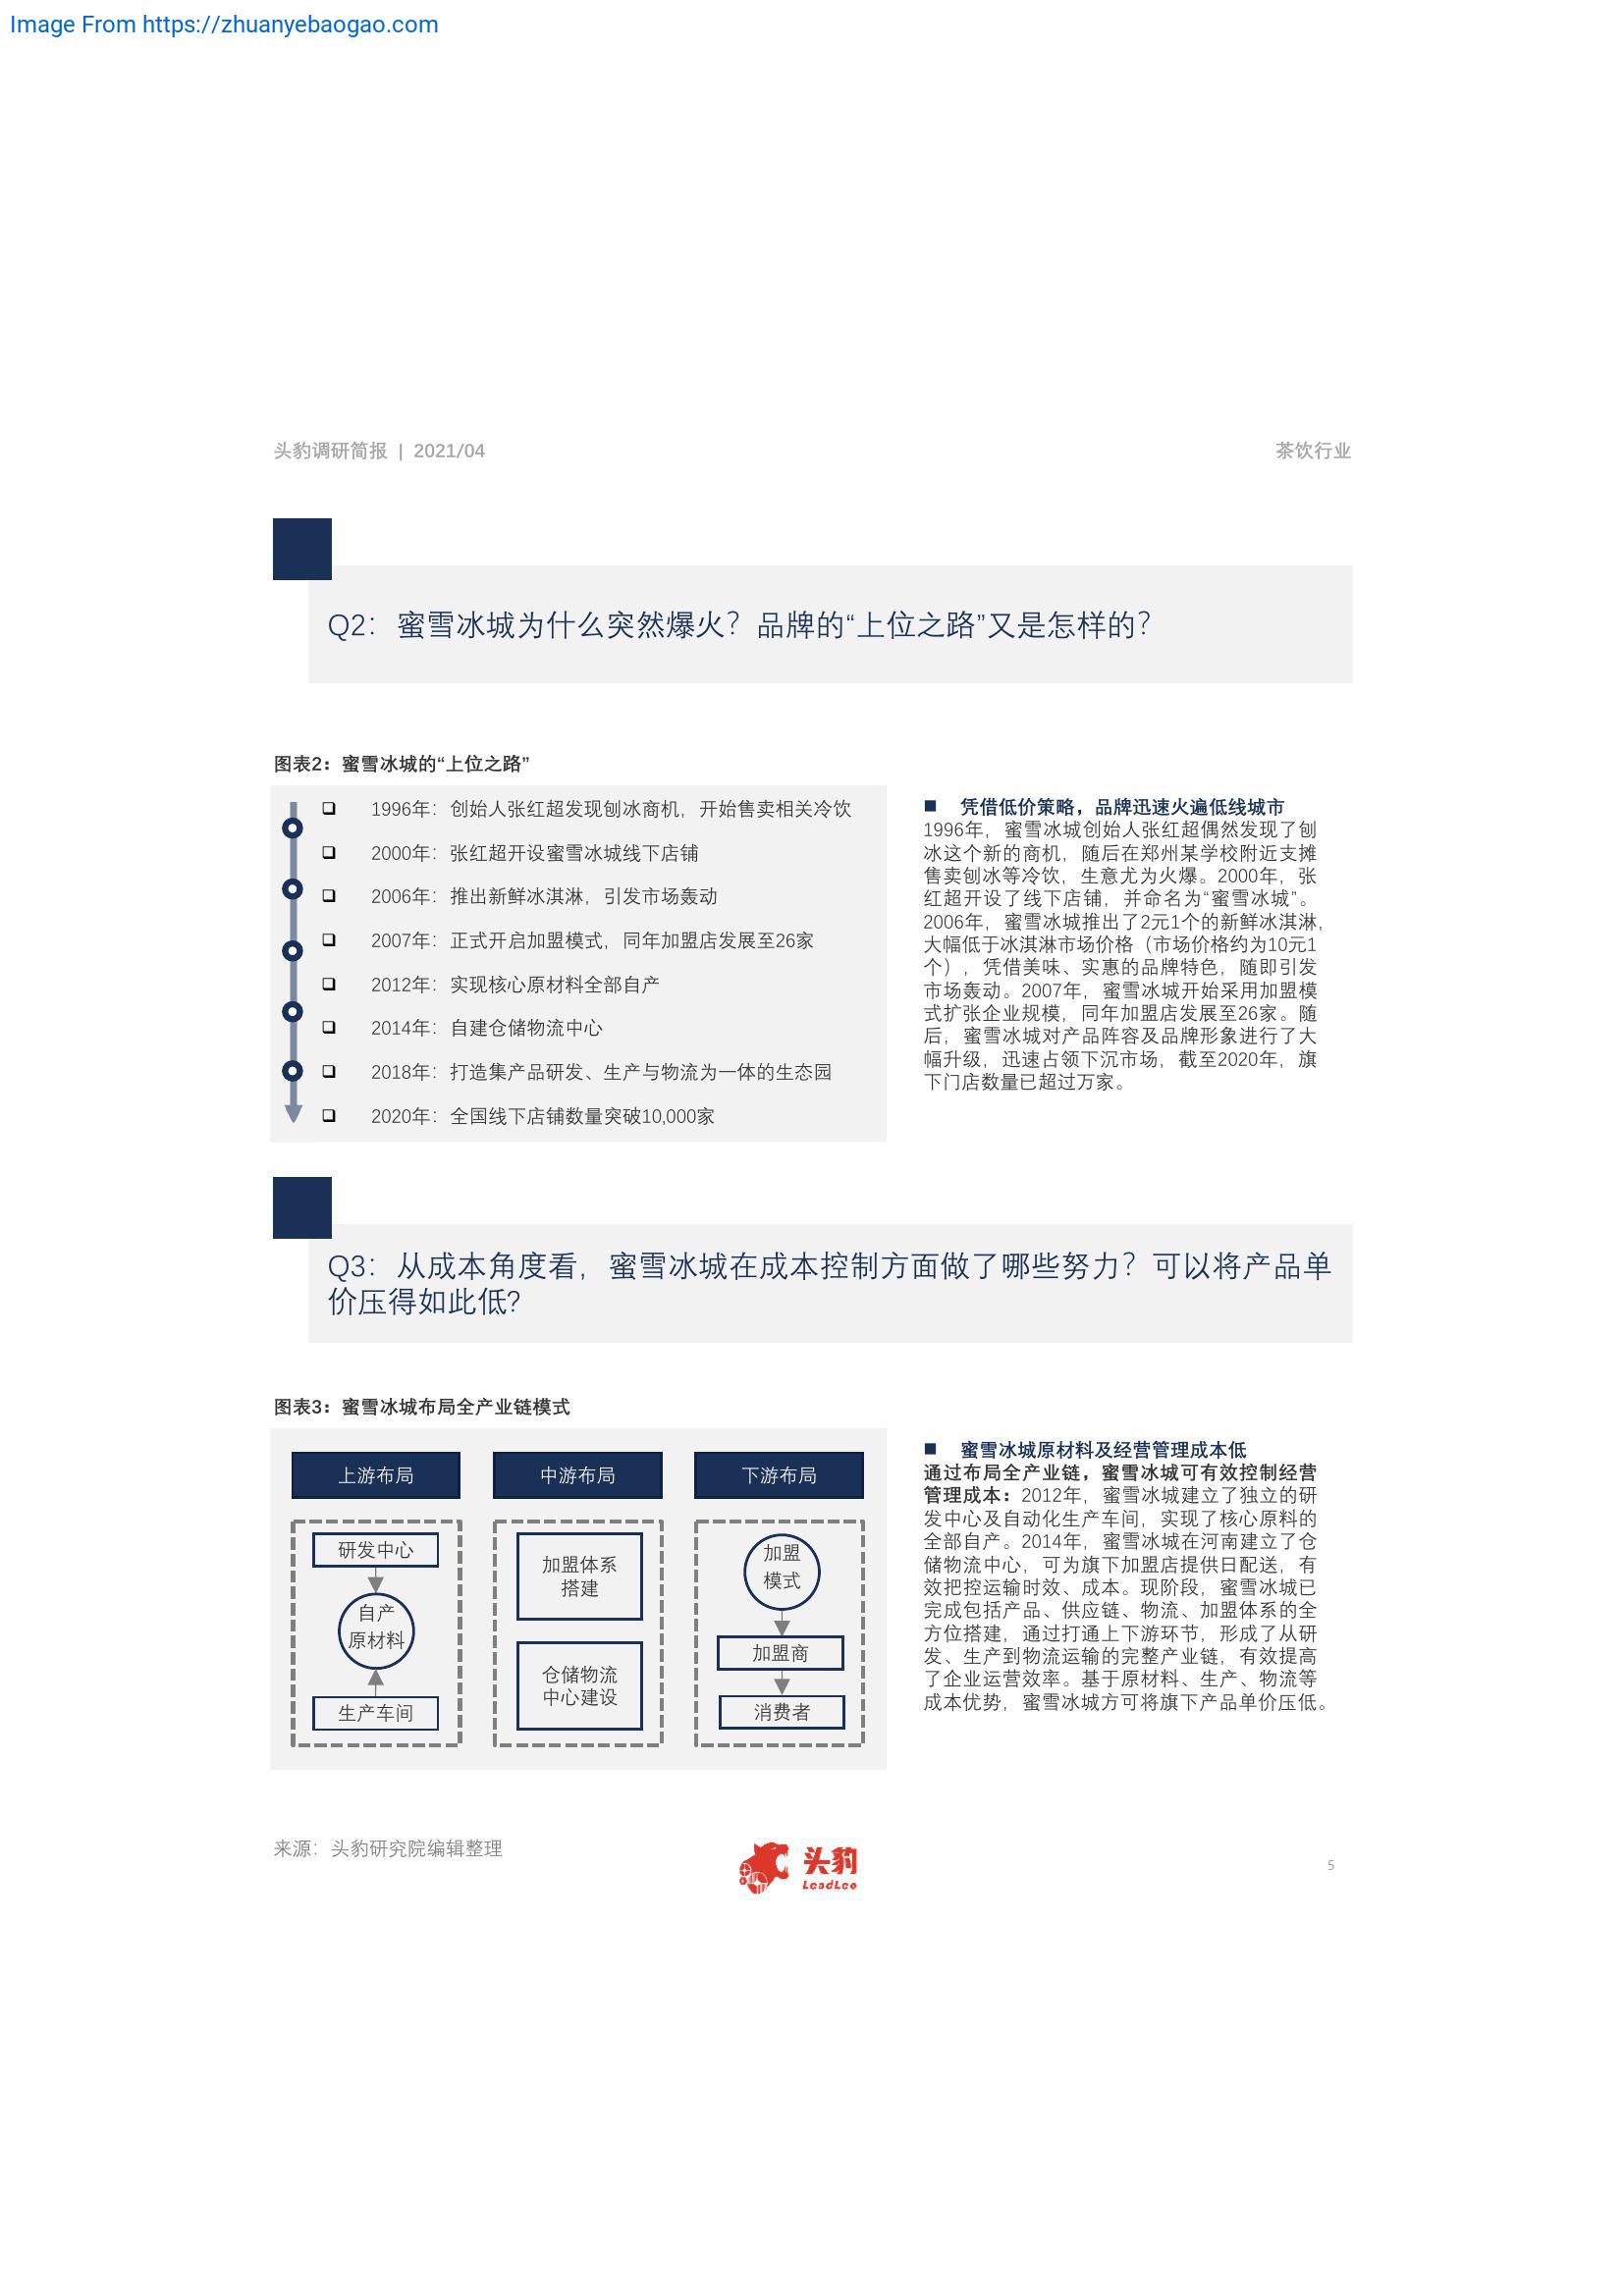 Image From https://zhuanyebaogao.com
头豹调研简报 | 2021/04
茶饮行业
Q2：蜜雪冰城为什么突然爆火？品牌的“上位之路”又是怎样的？
图表2：蜜雪冰城的“上位之路”
1996年：创始人张红超发现刨冰商机，开始售卖相关冷饮
2000年：张红超开设蜜雪冰城线下店铺
2006年：推出新鲜冰淇淋，引发市场轰动
2007年：正式开启加盟模式，同年加盟店发展至26家
2012年：实现核心原材料全部自产
2014年：自建仓储物流中心
2018年：打造集产品研发、生产与物流为一体的生态园
2020年：全国线下店铺数量突破10,000家
凭借低价策略，品牌迅速火遍低线城市
1996年，蜜雪冰城创始人张红超偶然发现了刨
冰这个新的商机，随后在郑州某学校附近支摊
售卖刨冰等冷饮，生意尤为火爆。2000年，张
红超开设了线下店铺，并命名为“蜜雪冰城”。
2006年，蜜雪冰城推出了2元1个的新鲜冰淇淋，
大幅低于冰淇淋市场价格（市场价格约为10元1
个），凭借美味、实惠的品牌特色，随即引发
市场轰动。2007年，蜜雪冰城开始采用加盟模
式扩张企业规模，同年加盟店发展至26家。随
后，蜜雪冰城对产品阵容及品牌形象进行了大
幅升级，迅速占领下沉市场，截至2020年，旗
下门店数量已超过万家。
Q3：从成本角度看，蜜雪冰城在成本控制方面做了哪些努力？可以将产品单
价压得如此低？
图表3：蜜雪冰城布局全产业链模式
上游布局
研发中心
自产
原材料
生产车间
中游布局
加盟体系
搭建
仓储物流
中心建设
下游布局
加盟
模式
加盟商
消费者
蜜雪冰城原材料及经营管理成本低
通过布局全产业链，蜜雪冰城可有效控制经营
管理成本：2012年，蜜雪冰城建立了独立的研
发中心及自动化生产车间，实现了核心原料的
全部自产。2014年，蜜雪冰城在河南建立了仓
储物流中心，可为旗下加盟店提供日配送，有
效把控运输时效、成本。现阶段，蜜雪冰城已
完成包括产品、供应链、物流、加盟体系的全
方位搭建，通过打通上下游环节，形成了从研
发、生产到物流运输的完整产业链，有效提高
了企业运营效率。基于原材料、生产、物流等
成本优势，蜜雪冰城方可将旗下产品单价压低。
来源：头豹研究院编辑整理
头豹
LeadLeo
5